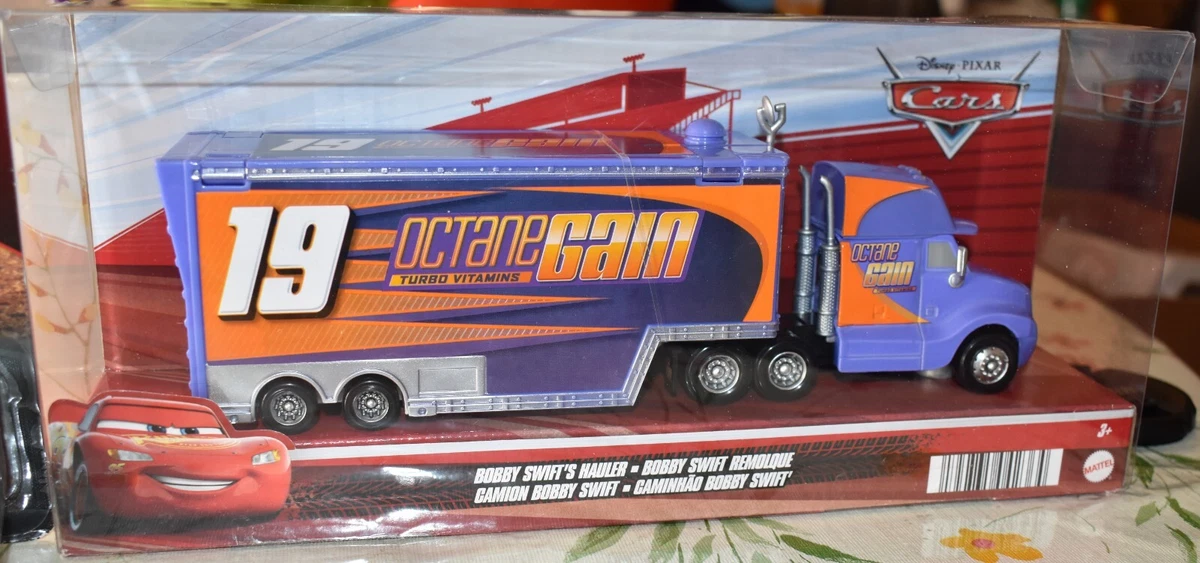 Disney·PIXAR
Cars
19 OCTANE GAIN
19
OCTANE GAIN
TURBO VITAMINS
OCTANE
GAIN
BOBBY SWIFT'S HAULER ▪ BOBBY SWIFT REMOLQUE
CAMION BOBBY SWIFT ▪ CAMINHÃO BOBBY SWIFT
3+
MATTEL